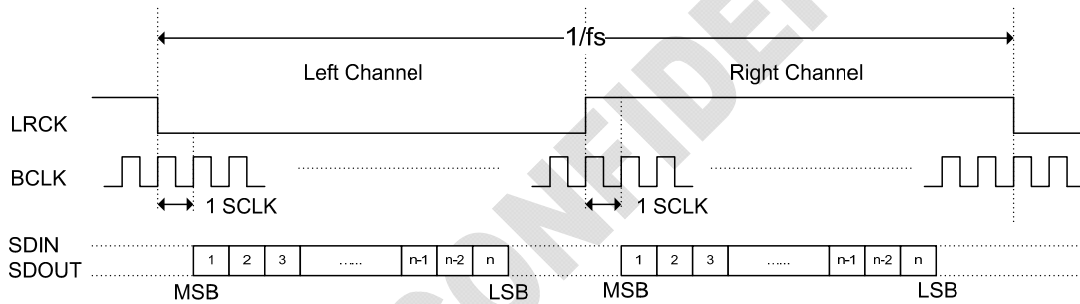 1/fs
Left Channel Right Channel
LRCK
BCLK
1 SCLK 1 SCLK
SDIN
SDOUT
1 2 3 ...... n-1 n-2 n 1 2 3 ...... n-1 n-2 n
MSB LSB MSB LSB
CONFIDE